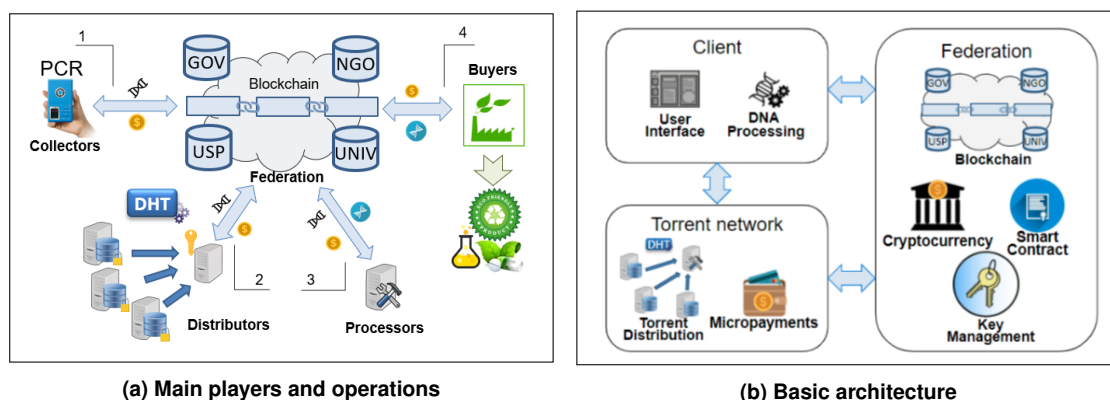 1
4
PCR
GOV
NGO
Blockchain
Buyers
Collectors
USP
UNIV
Federation
DHT
2
3
Distributors
Processors
(a) Main players and operations
Client
User
Interface
DNA
Processing
Torrent network
DHT
Torrent
Distribution
Micropayments
Federation
GOV
NGO
USP
UNIV
Blockchain
Cryptocurrency
Smart
Contract
Key
Management
(b) Basic architecture